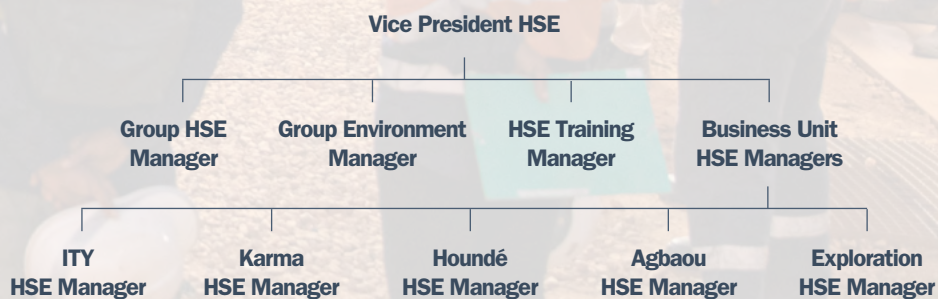 Vice President HSE
Group HSE
Manager
Group Environment
Manager
HSE Training
Manager
Business Unit
HSE Managers
ITY
HSE Manager
Karma
HSE Manager
Houndé
HSE Manager
Agbaou
HSE Manager
Exploration
HSE Manager